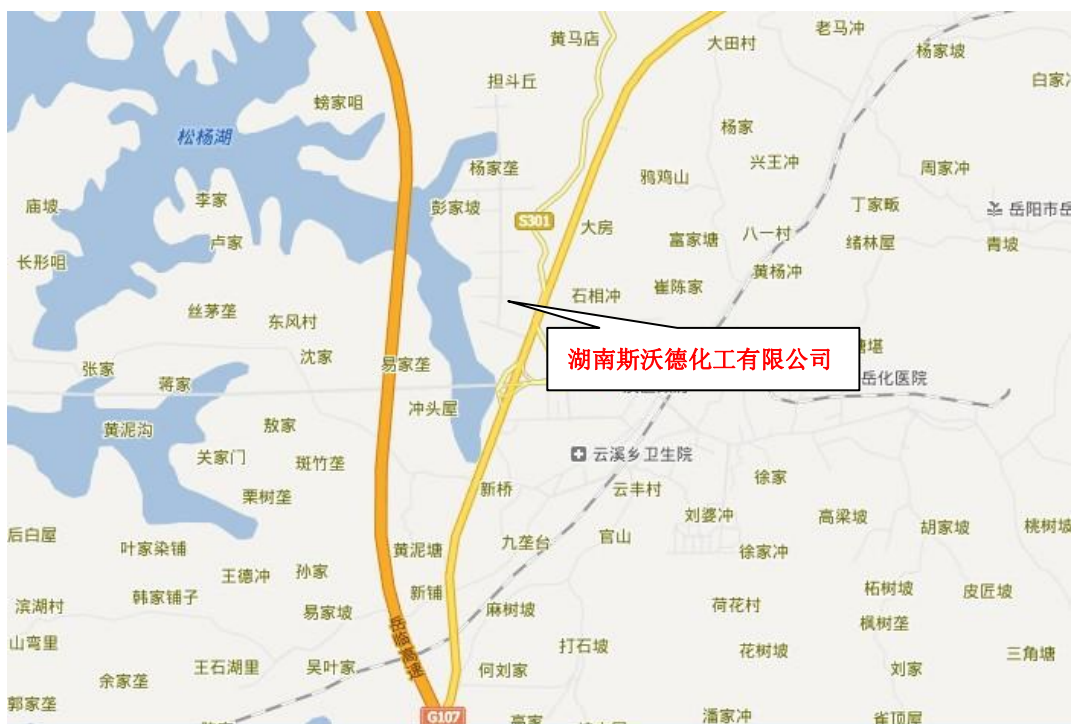 黄马店
大田村
老马冲
杨家坡
担斗丘
白家
螃家咀
松杨湖
杨家
杨家垄
兴王冲
鸦鸡山
周家冲
庙坡
李家
彭家坡
S301
大房
丁家畈
岳阳市岳
卢家
富家塘
八一村
绪林屋
青坡
长形咀
黄杨冲
石相冲
崔陈家
丝茅垄
东风村
湖南斯沃德化工有限公司
沈家
易家垄
塘堪
张家
蒋家
岳化医院
冲头屋
黄泥沟
敖家
关家门
斑竹垄
云溪乡卫生院
徐家
栗树垄
新桥
云丰村
刘婆冲
高梁坡
胡家坡
桃树坡
后白屋
叶家染铺
黄泥塘
九垄台
官山
徐家冲
王德冲
孙家
新铺
柘树坡
皮匠坡
滨湖村
韩家铺子
易家坡
麻树坡
荷花村
枫树垄
山弯里
岳临高速
打石坡
花树坡
三角塘
王石湖里
吴叶家
何刘家
刘家
余家垄
郭家垄
G107
潘家冲
雀顶屋